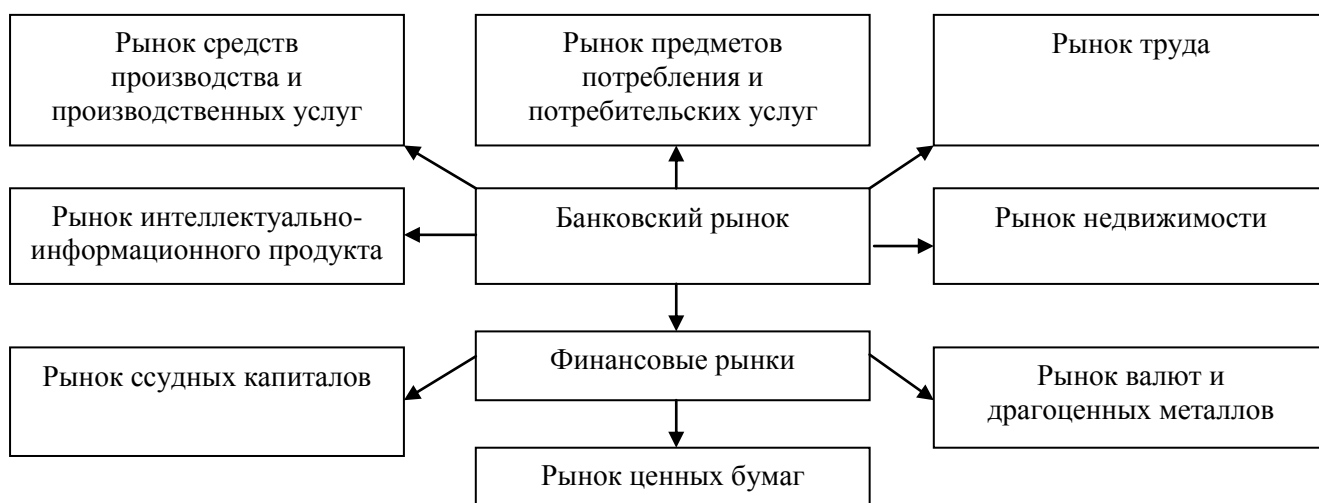 Рынок средств
производства и
производственных услуг
Рынок предметов
потребления и
потребительских услуг
Рынок труда
Рынок интеллектуально-
информационного продукта
Банковский рынок
Рынок недвижимости
Рынок ссудных капиталов
Финансовые рынки
Рынок валют и
драгоценных металлов
Рынок ценных бумаг